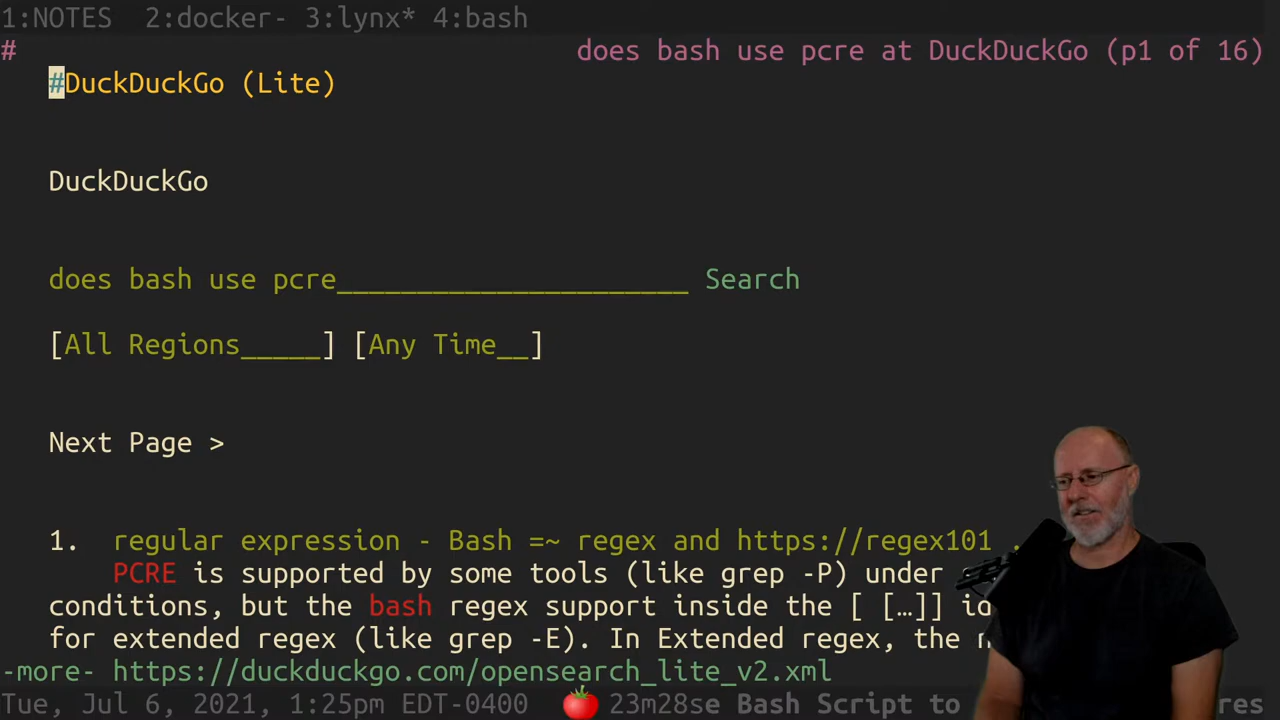 1:NOTES 2:docker- 3:lynx* 4:bash
# does bash use pcre at DuckDuckGo (p1 of 16)
#DuckDuckGo (Lite)
DuckDuckGo
does bash use pcre______________________ Search
[All Regions_____] [Any Time__]
Next Page >
1. regular expression - Bash =~ regex and https://regex101 .
PCRE is supported by some tools (like grep -P) under
conditions, but the bash regex support inside the [ […]]
for extended regex (like grep -E). In Extended regex, the
-more- https://duckduckgo.com/opensearch_lite_v2.xml
Tue, Jul 6, 2021, 1:25pm EDT-0400 🍅 23m28se Bash Script to